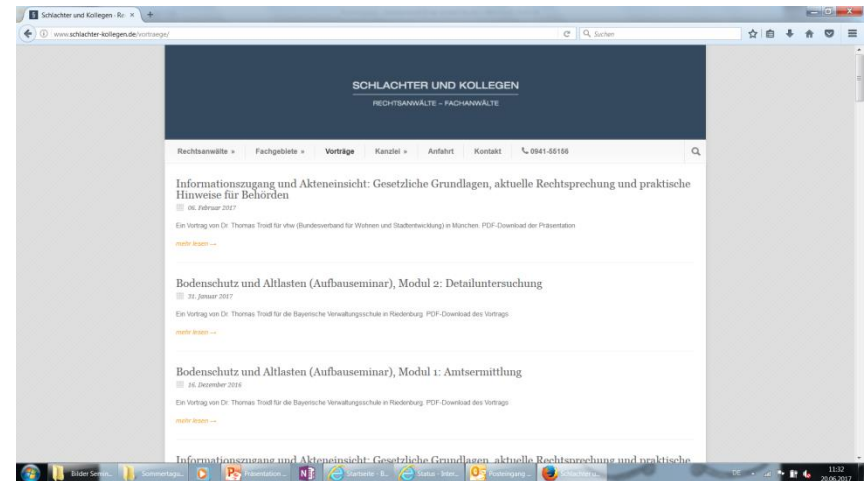 Schlachter und Kollegen - Re
www.schlachter-kollegen.de/vortraege/
Suchen
SCHLACHTER UND KOLLEGEN
RECHTSANWÄLTE – FACHANWÄLTE
Rechtsanwälte » Fachgebiete » Vorträge Kanzlei » Anfahrt Kontakt 0941-55156
Informationszugang und Akteneinsicht: Gesetzliche Grundlagen, aktuelle Rechtsprechung und praktische
Hinweise für Behörden
06. Februar 2017
Ein Vortrag von Dr. Thomas Troidl für vhw (Bundesverband für Wohnen und Stadtentwicklung) in München. PDF-Download der Präsentation
mehr lesen →
Bodenschutz und Altlasten (Aufbauseminar), Modul 2: Detailuntersuchung
31. Januar 2017
Ein Vortrag von Dr. Thomas Troidl für die Bayerische Verwaltungsschule in Riedenburg. PDF-Download des Vortrags
mehr lesen →
Bodenschutz und Altlasten (Aufbauseminar), Modul 1: Amtsermittlung
16. Dezember 2016
Ein Vortrag von Dr. Thomas Troidl für die Bayerische Verwaltungsschule in Riedenburg. PDF-Download des Vortrags
mehr lesen →
Informationszugang und Akteneinsicht: Gesetzliche Grundlagen, aktuelle Rechtsprechung und praktische
Bilder Semin... Sommertagu... Präsentation ... Startseite - B... Status - Inter... Posteingang ... Schlachter u... DE 11:32
20.06.2017